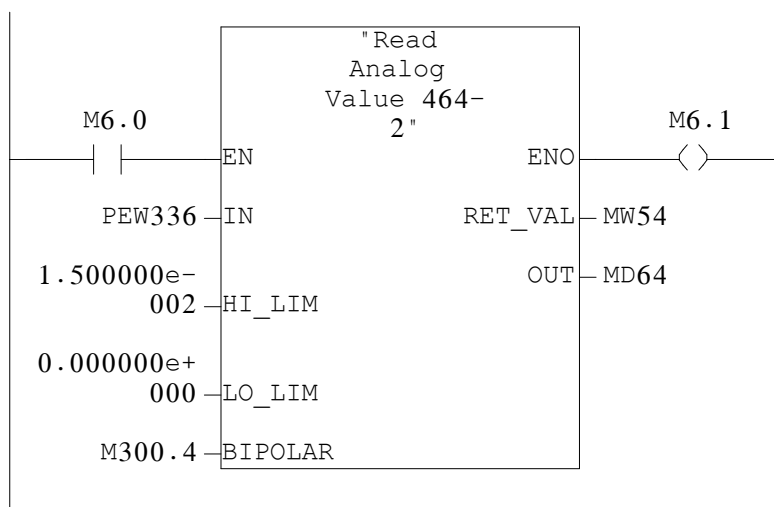 "Read
Analog
Value 464-
2"
M6.0
M6.1
EN
ENO
PEW336
IN
RET_VAL
MW54
1.500000e-
002
HI_LIM
OUT
MD64
0.000000e+
000
LO_LIM
M300.4
BIPOLAR